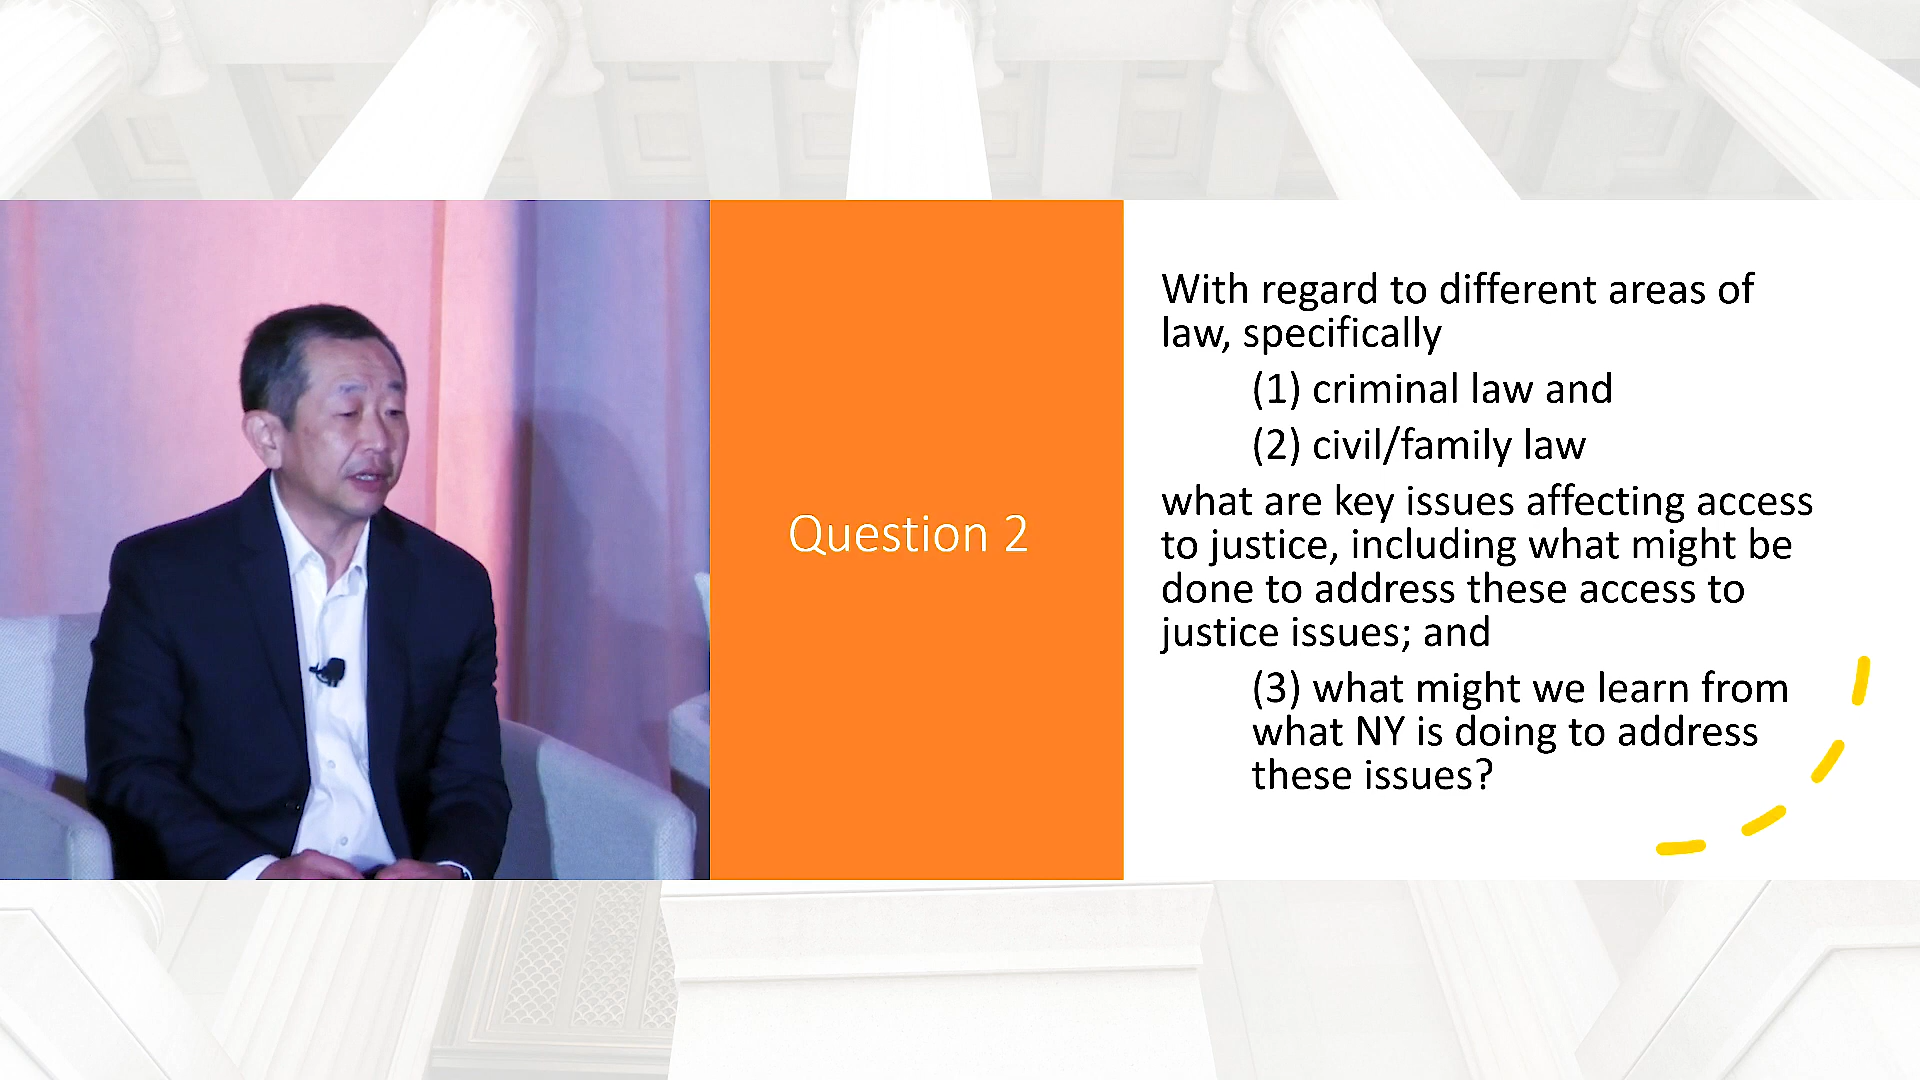 Question 2
With regard to different areas of
law, specifically
(1) criminal law and
(2) civil/family law
what are key issues affecting access
to justice, including what might be
done to address these access to
justice issues; and
(3) what might we learn from
what NY is doing to address
these issues?